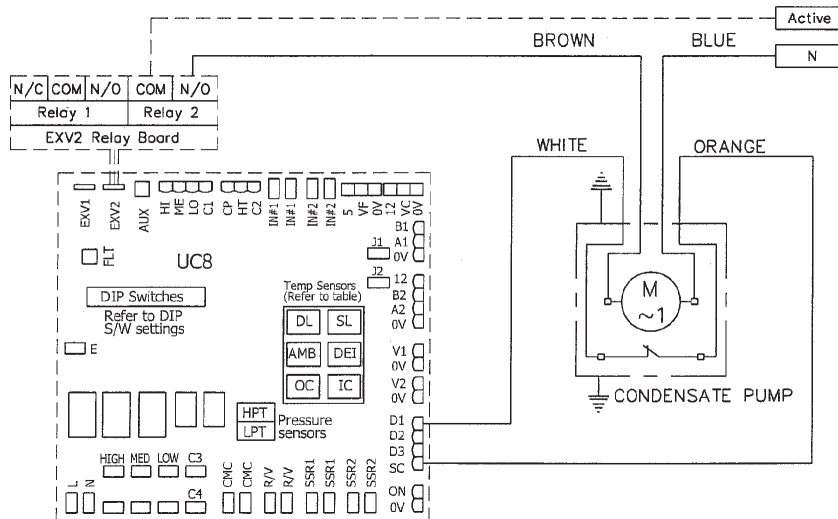 Active
BROWN BLUE
N
N/C COM N/O COM N/O
Relay 1 Relay 2
EXV2 Relay Board
WHITE ORANGE
EXV1 EXV2 AUX HI ME LO C1 CP HT C2 IN#1 IN#1 IN#2 IN#2 5 VF 0V 12 VC 0V
B1
J1 A1
0V
FLT
UC8
J2 12
B2
A2
0V
Temp Sensors
(Refer to table)
DIP Switches
Refer to DIP
S/W settings
DL SL
AMB DEI
OC IC
E
V1
0V
V2
0V
M
~1
CONDENSATE PUMP
HPT
LPT
Pressure
sensors
D1
D2
D3
SC
HIGH MED LOW C3
L N C4 CMC CMC R/V R/V SSR1 SSR1 SSR2 SSR2
ON
0V